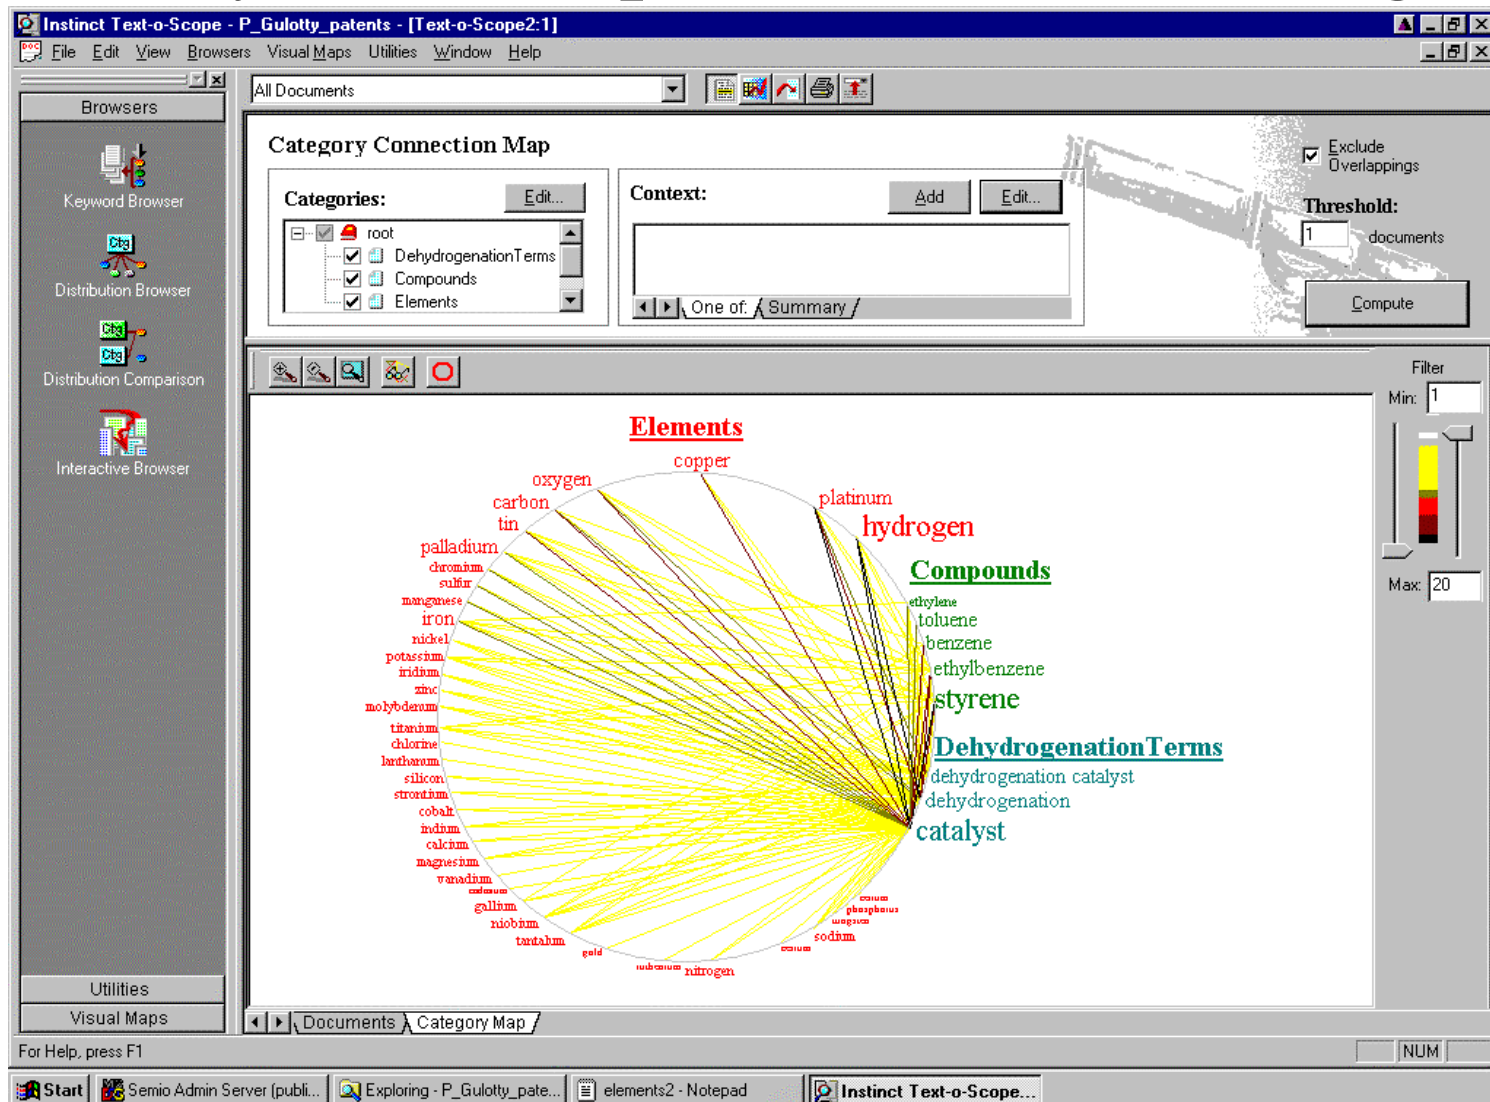 Instinct Text-o-Scope - P_Gulotty_patents - [Text-o-Scope2:1]
File Edit View Browsers Visual Maps Utilities Window Help
Browsers
All Documents
Keyword Browser
Distribution Browser
Distribution Comparison
Interactive Browser
Utilities
Visual Maps
Category Connection Map
Categories:
Edit...
root
DehydrogenationTerms
Compounds
Elements
Context:
Add
Edit...
One of:
Summary
Exclude
Overlappings
Threshold:
1 documents
Compute
Filter
Min: 1
Max: 20
Elements
copper
oxygen
carbon
tin
palladium
chromium
sulfur
manganese
iron
nickel
potassium
iridium
zinc
molybdenum
titanium
chlorine
lanthanum
silicon
strontium
cobalt
indium
calcium
magnesium
vanadium
gallium
niobium
tantalum
gold
nitrogen
sodium
phosphorus
platinum
hydrogen
Compounds
ethylene
toluene
benzene
ethylbenzene
styrene
DehydrogenationTerms
dehydrogenation catalyst
dehydrogenation
catalyst
Documents
Category Map
For Help, press F1
NUM
Start
Semio Admin Server (publi...
Exploring - P_Gulotty_pate...
elements2 - Notepad
Instinct Text-o-Scope...